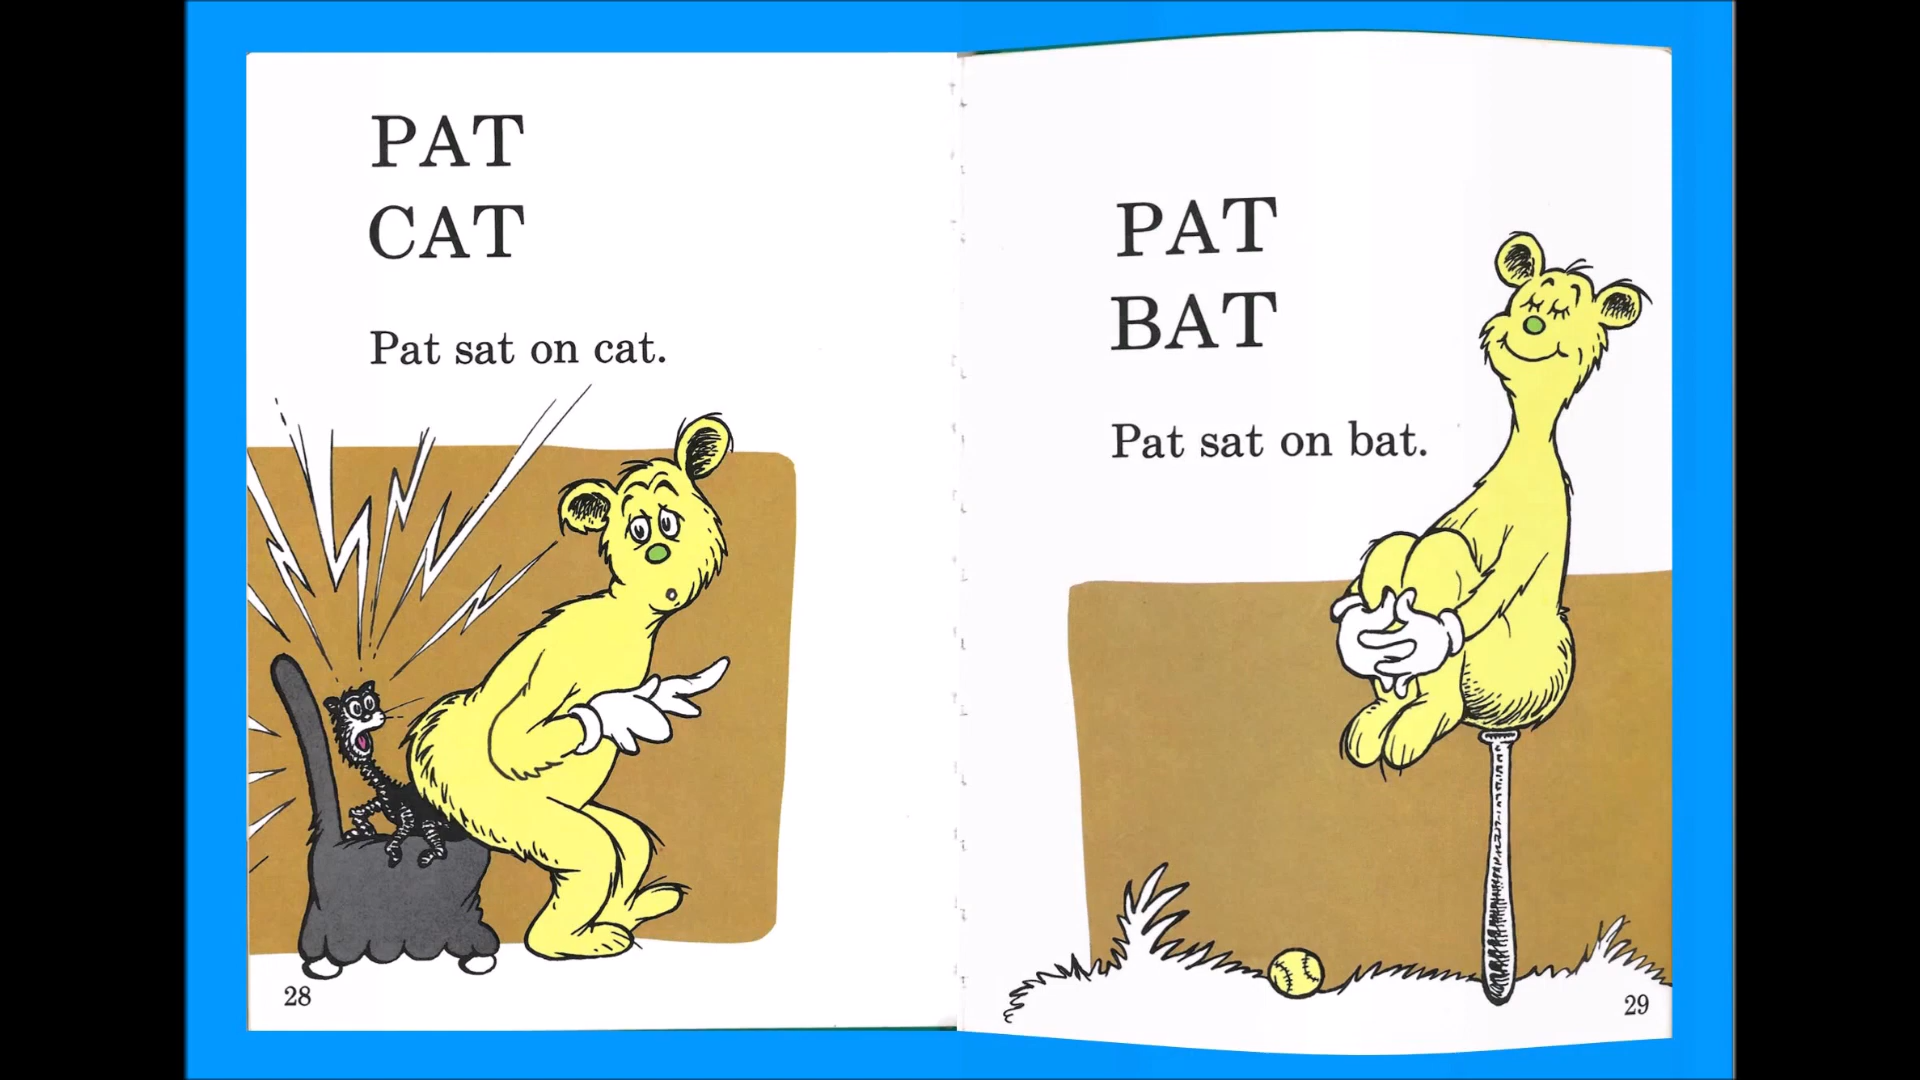 PAT
CAT
Pat sat on cat.
28
PAT
BAT
Pat sat on bat.
29